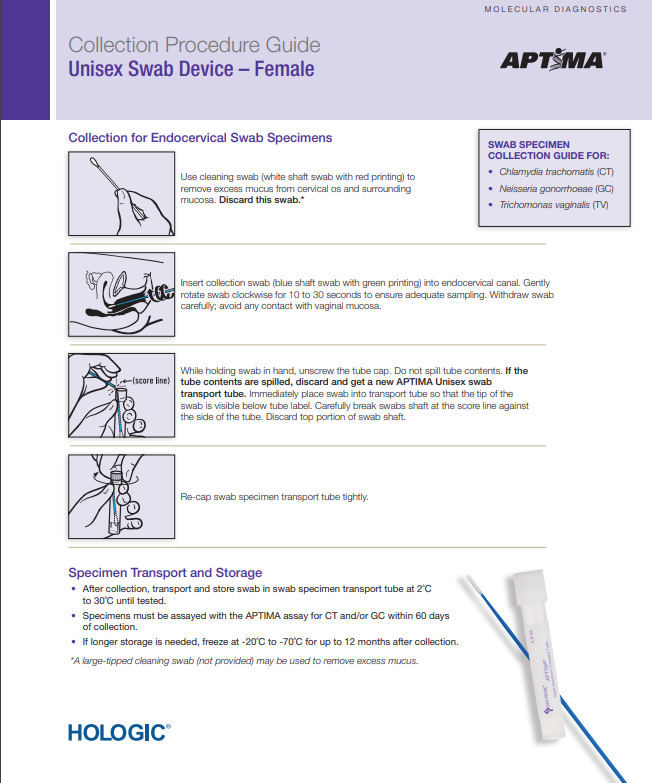 MOLECULAR DIAGNOSTICS
Collection Procedure Guide
Unisex Swab Device – Female
APTIMA®
Collection for Endocervical Swab Specimens
Use cleaning swab (white shaft swab with red printing) to
remove excess mucus from cervical os and surrounding
mucosa. Discard this swab.*
SWAB SPECIMEN
COLLECTION GUIDE FOR:
• Chlamydia trachomatis (CT)
• Neisseria gonorrhoeae (GC)
• Trichomonas vaginalis (TV)
Insert collection swab (blue shaft swab with green printing) into endocervical canal. Gently
rotate swab clockwise for 10 to 30 seconds to ensure adequate sampling. Withdraw swab
carefully; avoid any contact with vaginal mucosa.
(score line)
While holding swab in hand, unscrew the tube cap. Do not spill tube contents. If the
tube contents are spilled, discard and get a new APTIMA Unisex swab
transport tube. Immediately place swab into transport tube so that the tip of the
swab is visible below tube label. Carefully break swabs shaft at the score line against
the side of the tube. Discard top portion of swab shaft.
Re-cap swab specimen transport tube tightly.
Specimen Transport and Storage
• After collection, transport and store swab in swab specimen transport tube at 2˚C
to 30˚C until tested.
• Specimens must be assayed with the APTIMA assay for CT and/or GC within 60 days
of collection.
• If longer storage is needed, freeze at -20˚C to -70˚C for up to 12 months after collection.
*A large-tipped cleaning swab (not provided) may be used to remove excess mucus.
APTIMA
HOLOGIC®